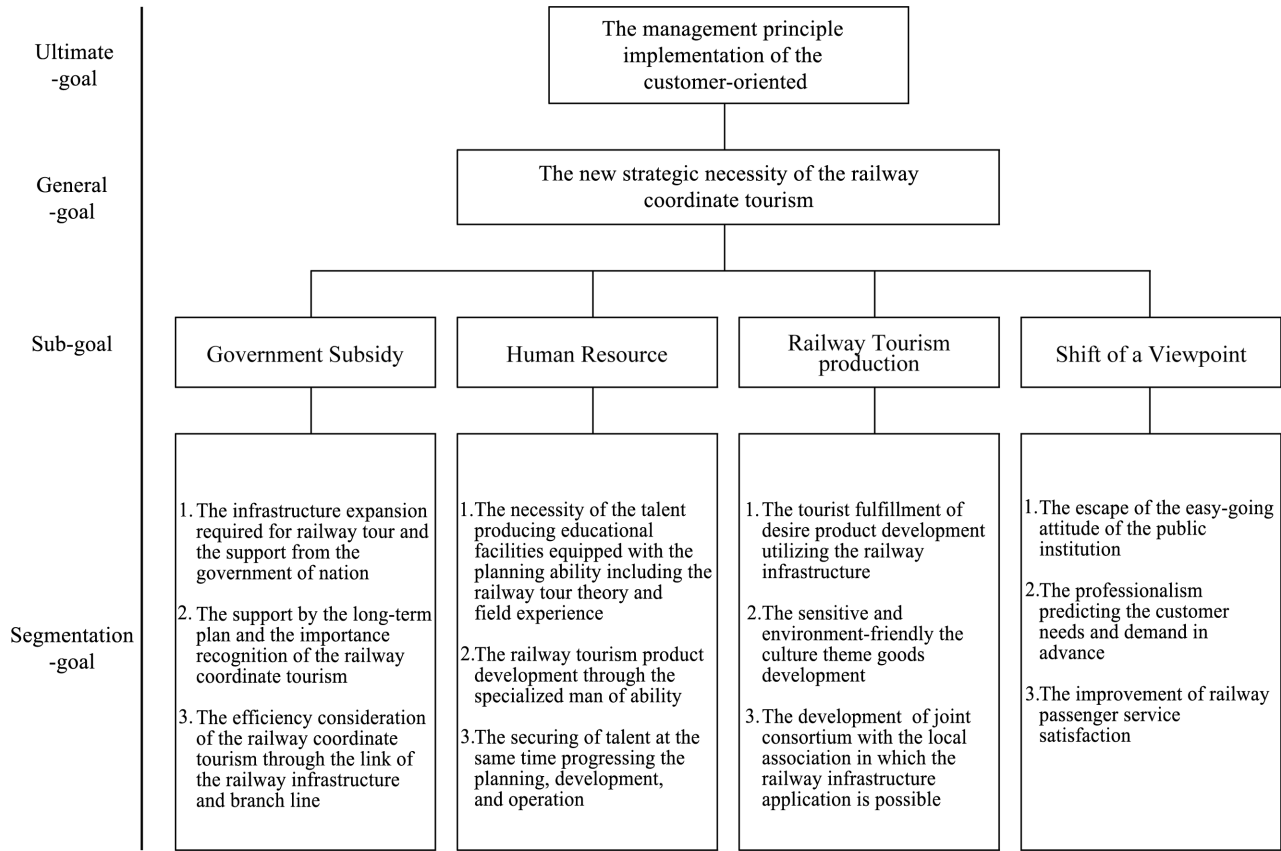 Ultimate
-goal
The management principle
implementation of the
customer-oriented
General
-goal
The new strategic necessity of the railway
coordinate tourism
Sub-goal
Government Subsidy
Human Resource
Railway Tourism
production
Shift of a Viewpoint
Segmentation
-goal
1. The infrastructure expansion
required for railway tour and
the support from the
government of nation
2. The support by the long-term
plan and the importance
recognition of the railway
coordinate tourism
3. The efficiency consideration
of the railway coordinate
tourism through the link of
the railway infrastructure
and branch line
1. The necessity of the talent
producing educational
facilities equipped with the
planning ability including the
railway tour theory and
field experience
2. The railway tourism product
development through the
specialized man of ability
3. The securing of talent at the
same time progressing the
planning, development,
and operation
1. The tourist fulfillment of
desire product development
utilizing the railway
infrastructure
2. The sensitive and
environment-friendly the
culture theme goods
development
3. The development of joint
consortium with the local
association in which the
railway infrastructure
application is possible
1. The escape of the easy-going
attitude of the public
institution
2. The professionalism
predicting the customer
needs and demand in
advance
3. The improvement of railway
passenger service
satisfaction